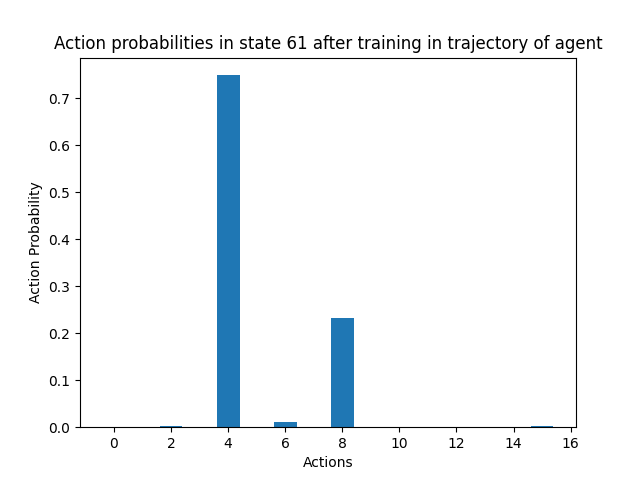 Action probabilities in state 61 after training in trajectory of agent
Action Probability
0.7
0.6
0.5
0.4
0.3
0.2
0.1
0.0
0 2 4 6 8 10 12 14 16
Actions